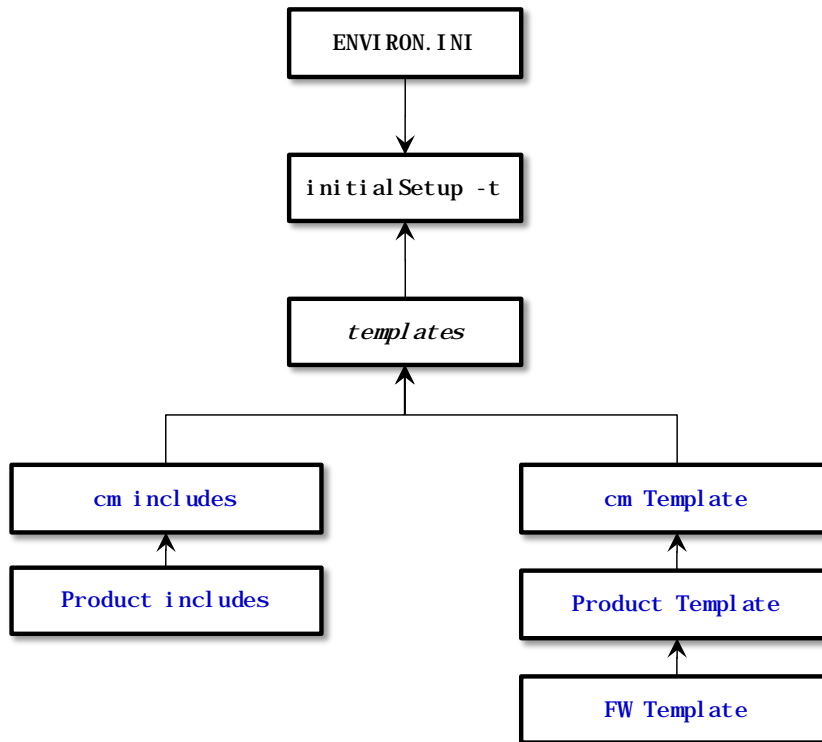 ENVIRON.INI
initialSetup -t
templates
cm includes
cm Template
Product includes
Product Template
FW Template